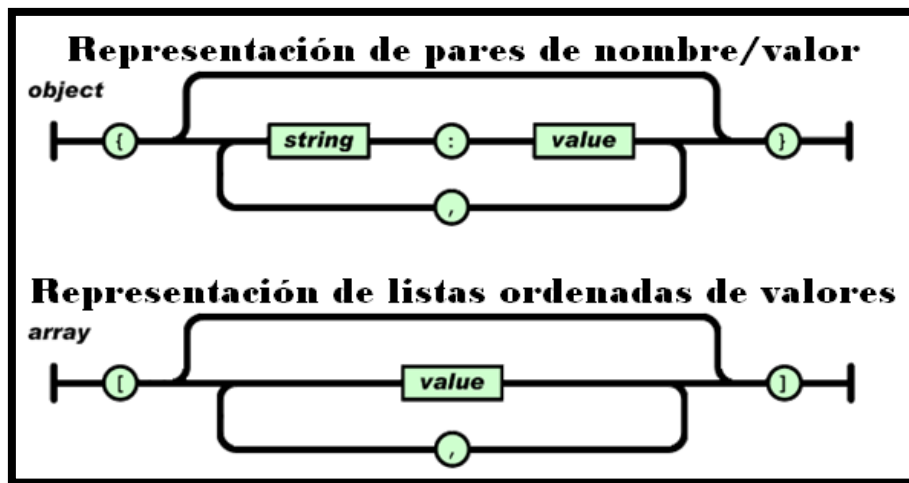 Representación de pares de nombre/valor
object
{ string : value }
,
Representación de listas ordenadas de valores
array
[ value ]
,